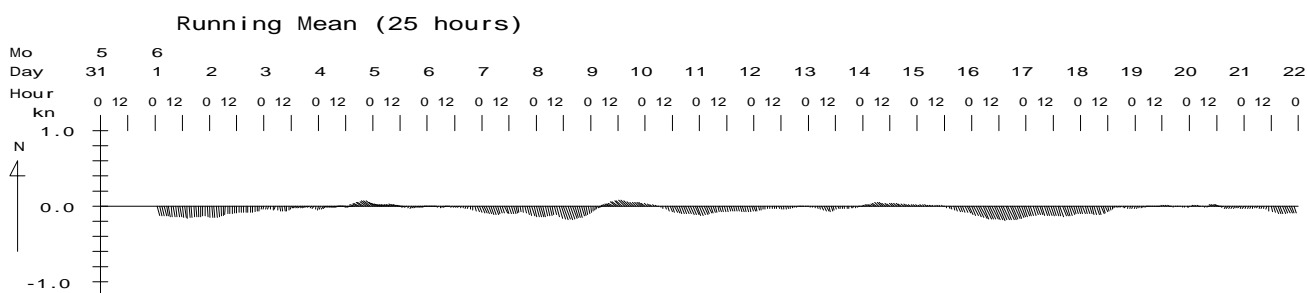 Running Mean (25 hours)
Mo 5 6
Day 31 1 2 3 4 5 6 7 8 9 10 11 12 13 14 15 16 17 18 19 20 21 22
Hour 0 12 0 12 0 12 0 12 0 12 0 12 0 12 0 12 0 12 0 12 0 12 0 12 0 12 0 12 0 12 0 12 0 12 0 12 0 12 0 12 0 12 0 12 0
kn
1.0
N
0.0
-1.0